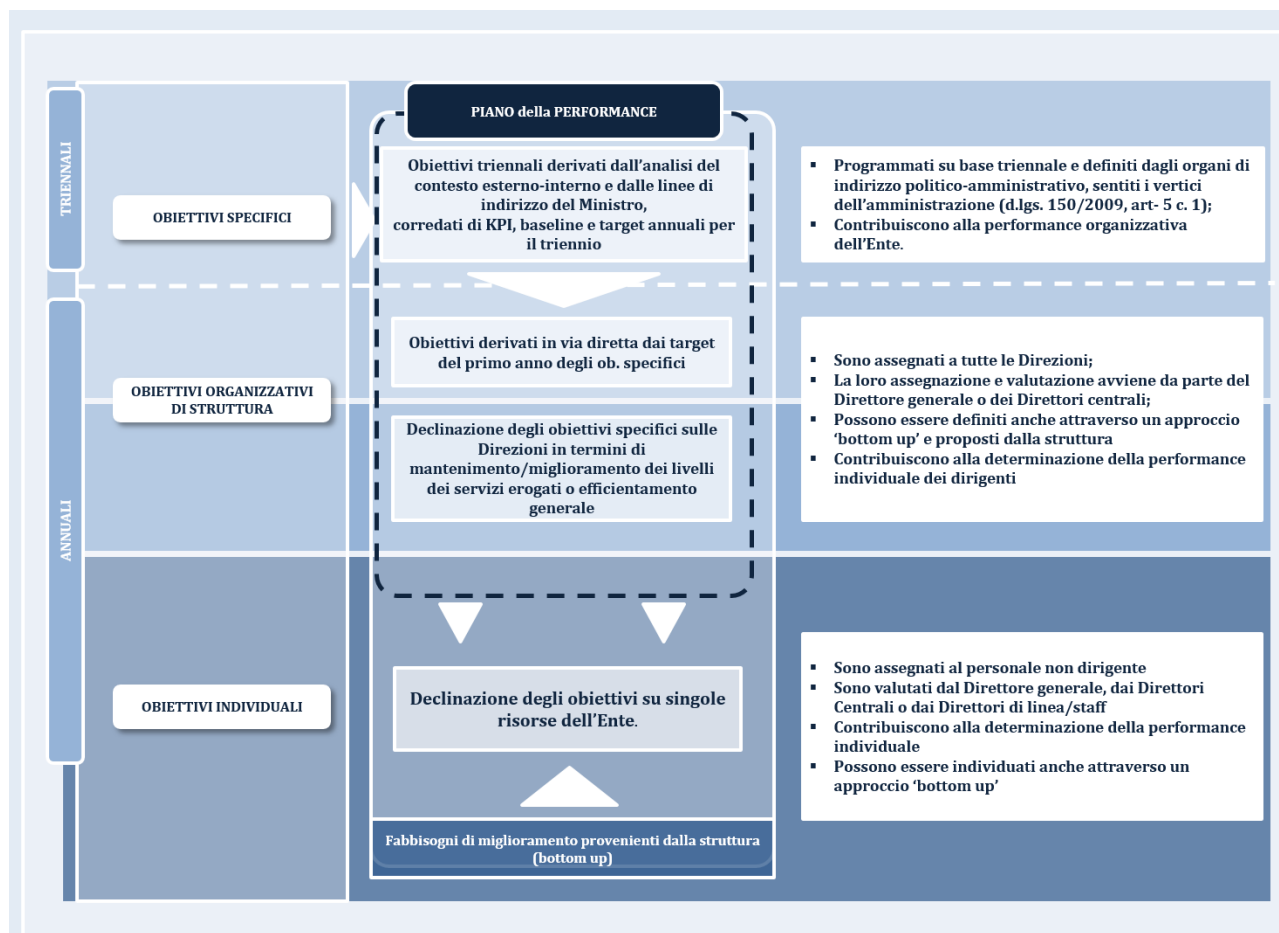 PIANO della PERFORMANCE
TRIENNALI
OBIETTIVI SPECIFICI
Obiettivi triennali derivati dall'analisi del
contesto esterno-interno e dalle linee di
indirizzo del Ministro,
corredati di KPI, baseline e target annuali per
il triennio
▪ Programmati su base triennale e definiti dagli organi di
indirizzo politico-amministrativo, sentiti i vertici
dell'amministrazione (d.lgs. 150/2009, art- 5 c. 1);
▪ Contribuiscono alla performance organizzativa
dell'Ente.
ANNUALI
OBIETTIVI ORGANIZZATIVI
DI STRUTTURA
Obiettivi derivati in via diretta dai target
del primo anno degli ob. specifici
Declinazione degli obiettivi specifici sulle
Direzioni in termini di
mantenimento/miglioramento dei livelli
dei servizi erogati o efficientamento
generale
▪ Sono assegnati a tutte le Direzioni;
▪ La loro assegnazione e valutazione avviene da parte del
Direttore generale o dei Direttori centrali;
▪ Possono essere definiti anche attraverso un approccio
‘bottom up’ e proposti dalla struttura
▪ Contribuiscono alla determinazione della performance
individuale dei dirigenti
OBIETTIVI INDIVIDUALI
Declinazione degli obiettivi su singole
risorse dell'Ente.
▪ Sono assegnati al personale non dirigente
▪ Sono valutati dal Direttore generale, dai Direttori
Centrali o dai Direttori di linea/staff
▪ Contribuiscono alla determinazione della performance
individuale
▪ Possono essere individuati anche attraverso un
approccio ‘bottom up’
Fabbisogni di miglioramento provenienti dalla struttura
(bottom up)